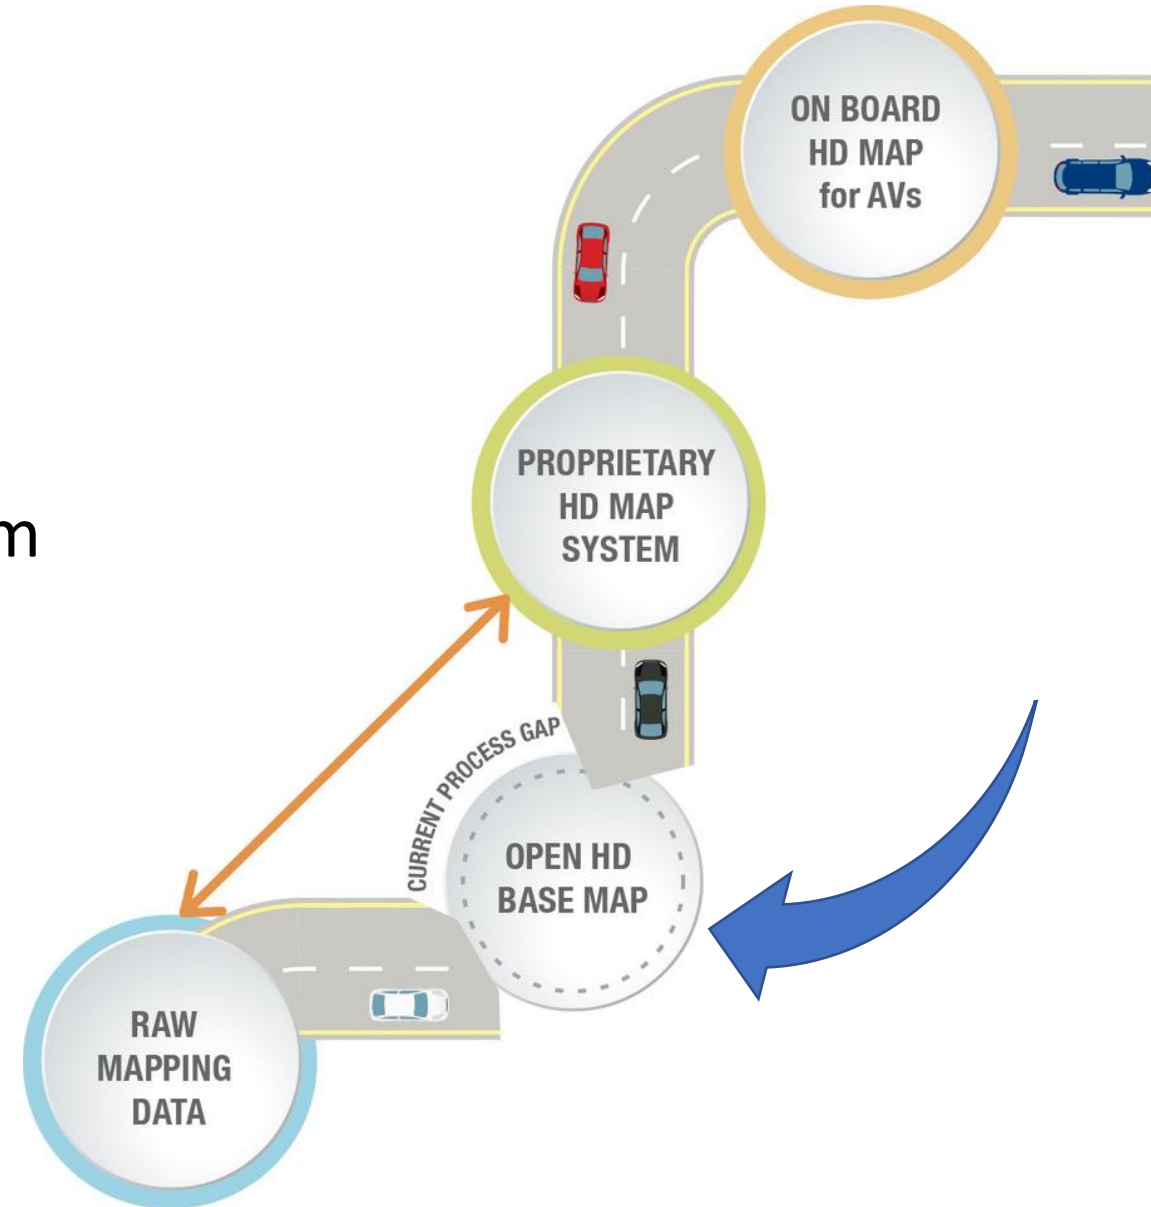 ON BOARD
HD MAP
for AVs
PROPRIETARY
HD MAP
SYSTEM
m
CURRENT PROCESS GAP
OPEN HD
BASE MAP
RAW
MAPPING
DATA